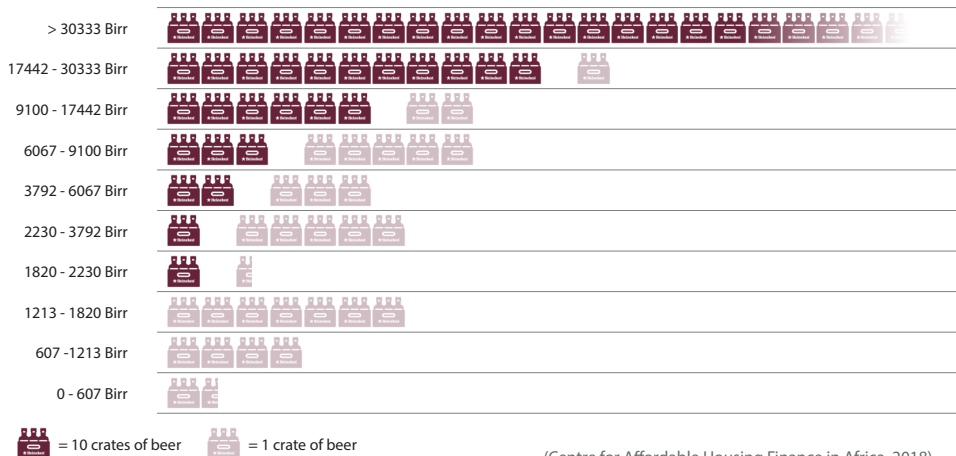 > 30333 Birr
17442 - 30333 Birr
9100 - 17442 Birr
6067 - 9100 Birr
3792 - 6067 Birr
2230 - 3792 Birr
1820 - 2230 Birr
1213 - 1820 Birr
607 -1213 Birr
0 - 607 Birr
= 10 crates of beer = 1 crate of beer
(Centre for Affordable Housing Finance in Africa, 2018)